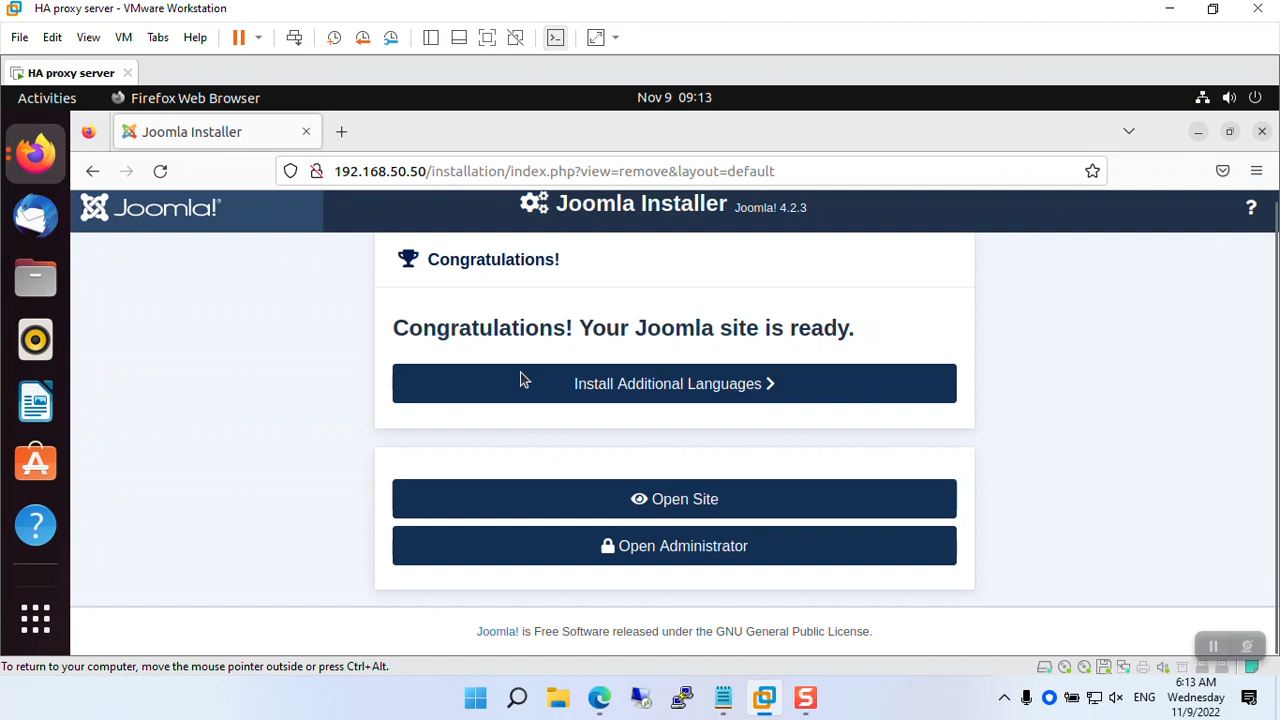 HA proxy server - VMware Workstation
File Edit View VM Tabs Help
HA proxy server
Activities Firefox Web Browser Nov 9 09:13
Joomla Installer
192.168.50.50/installation/index.php?view=remove&layout=default
Joomla!® Joomla Installer Joomla! 4.2.3 ?
Congratulations!
Congratulations! Your Joomla site is ready.
Install Additional Languages
Open Site
Open Administrator
Joomla! is Free Software released under the GNU General Public License.
To return to your computer, move the mouse pointer outside or press Ctrl+Alt.
ENG
6:13 AM
Wednesday
11/9/2022